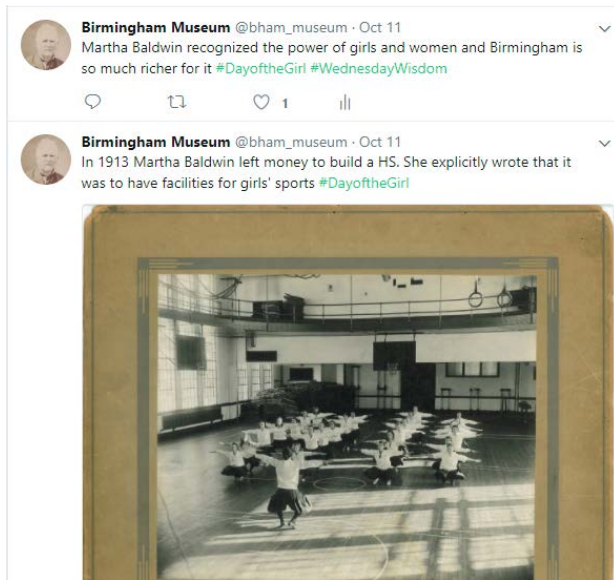 Birmingham Museum @bham_museum · Oct 11
Martha Baldwin recognized the power of girls and women and Birmingham is
so much richer for it #DayoftheGirl #WednesdayWisdom
1
Birmingham Museum @bham_museum · Oct 11
In 1913 Martha Baldwin left money to build a HS. She explicitly wrote that it
was to have facilities for girls' sports #DayoftheGirl